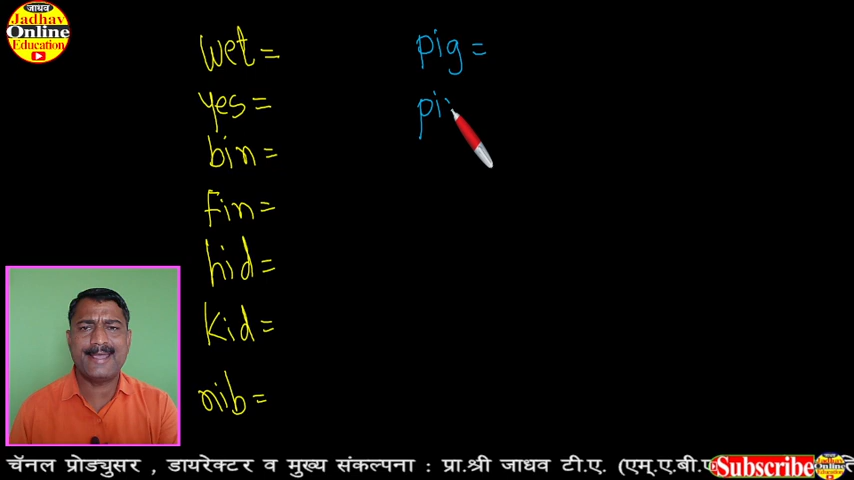 जाधव
Jadhav
Online
Education
wet =
yes =
bin =
Fin =
hid =
kid =
nib =
pig =
pi
चॅनल प्रोड्युसर , डायरेक्टर व मुख्य संकल्पना : प्रा.श्री जाधव टी.ए. (एम्.ए.बी.
Subscribe